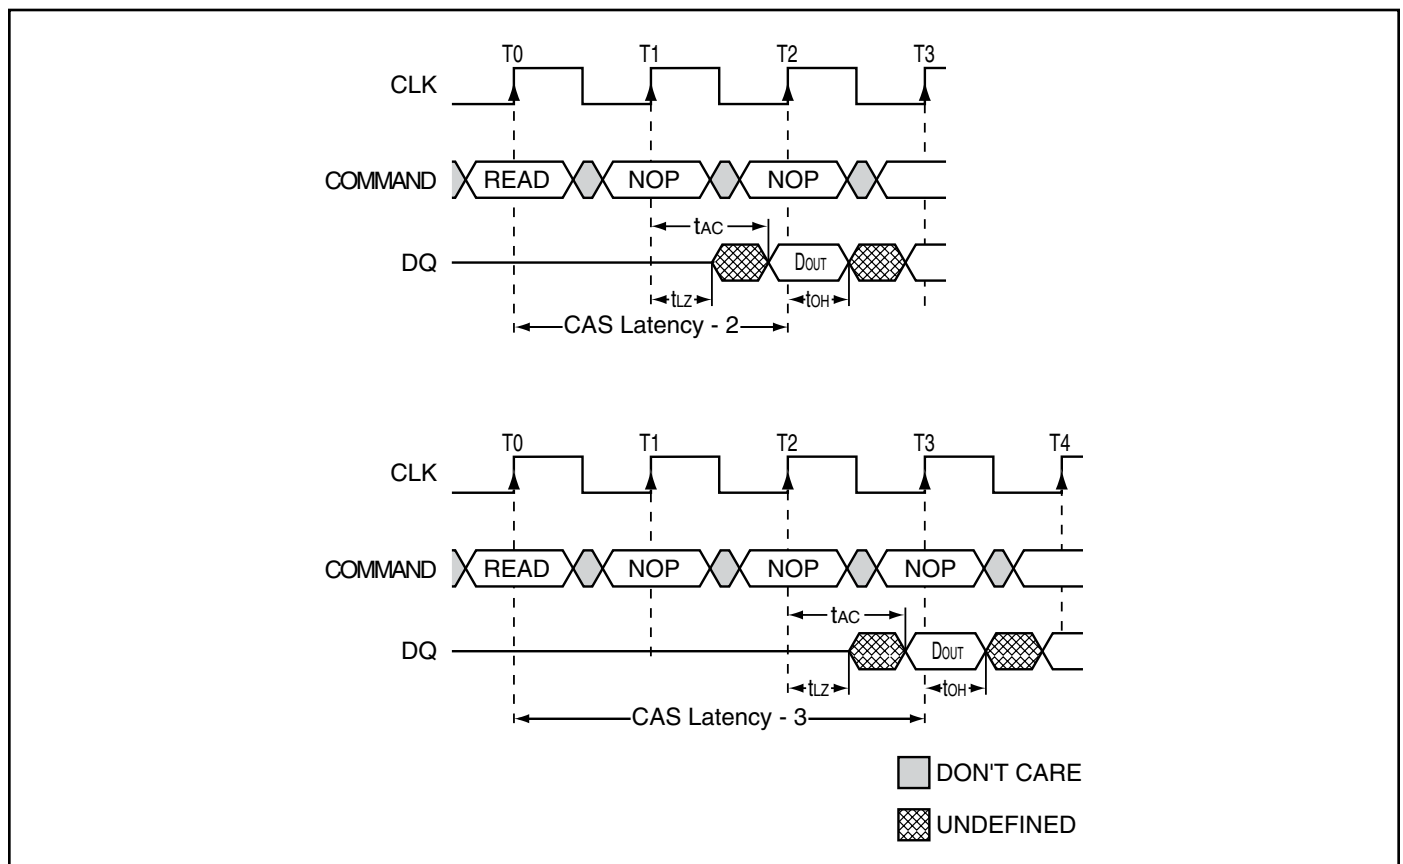 T0 T1 T2 T3
CLK
COMMAND READ NOP NOP
tAC
DQ DOUT
tLZ tOH
CAS Latency - 2
T0 T1 T2 T3 T4
CLK
COMMAND READ NOP NOP NOP
tAC
DQ DOUT
tLZ tOH
CAS Latency - 3
DON'T CARE
UNDEFINED